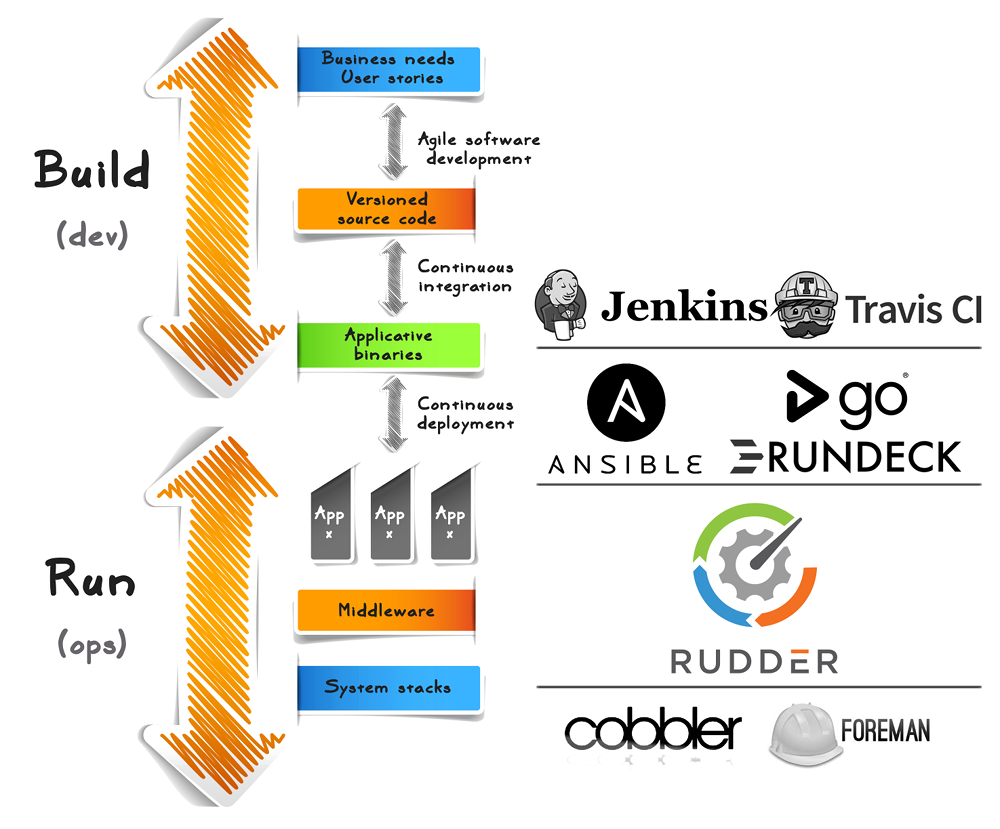 Business needs
User stories
Agile software
development
Build
(dev)
Versioned
source code
Continuous
integration
Jenkins
T
Travis CI
Applicative
binaries
Continuous
deployment
go®
ANSIBLE
RUNDECK
App
x
App
x
App
x
Run
(ops)
Middleware
RUDDER
System stacks
cobbler
FOREMAN